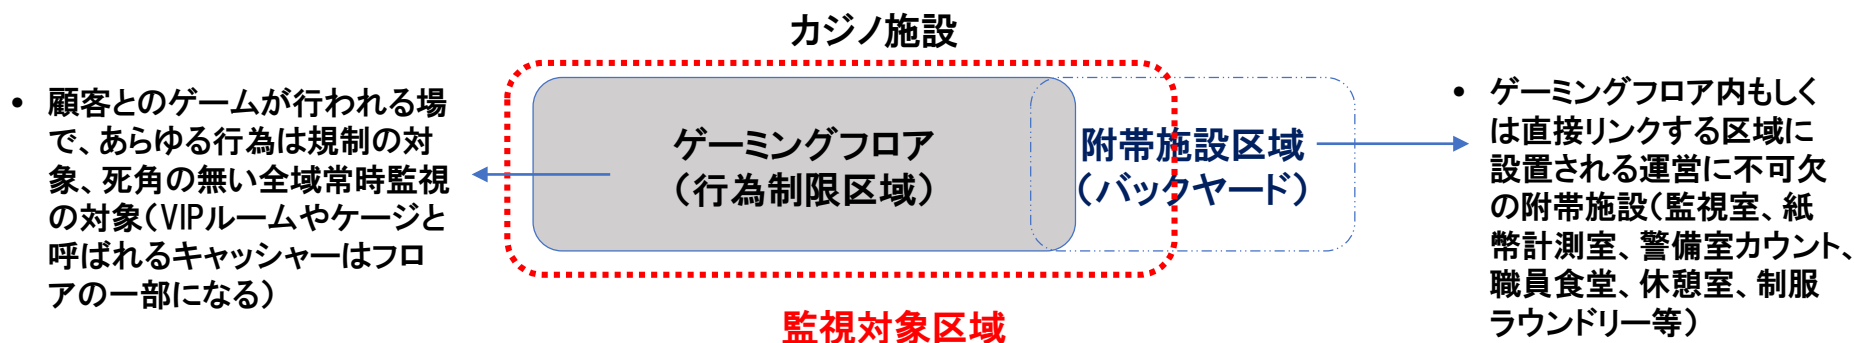 カジノ施設
• 顧客とのゲームが行われる場
で、あらゆる行為は規制の対
象、死角の無い全域常時監視
の対象（VIPルームやケージと
呼ばれるキャッシャーはフロ
アの一部になる）
ゲーミングフロア
（行為制限区域）
附帯施設区域
（バックヤード）
• ゲーミングフロア内もしく
は直接リンクする区域に
設置される運営に不可欠
の附帯施設（監視室、紙
幣計測室、警備室カウント、
職員食堂、休憩室、制服
ラウンドリー等）
監視対象区域